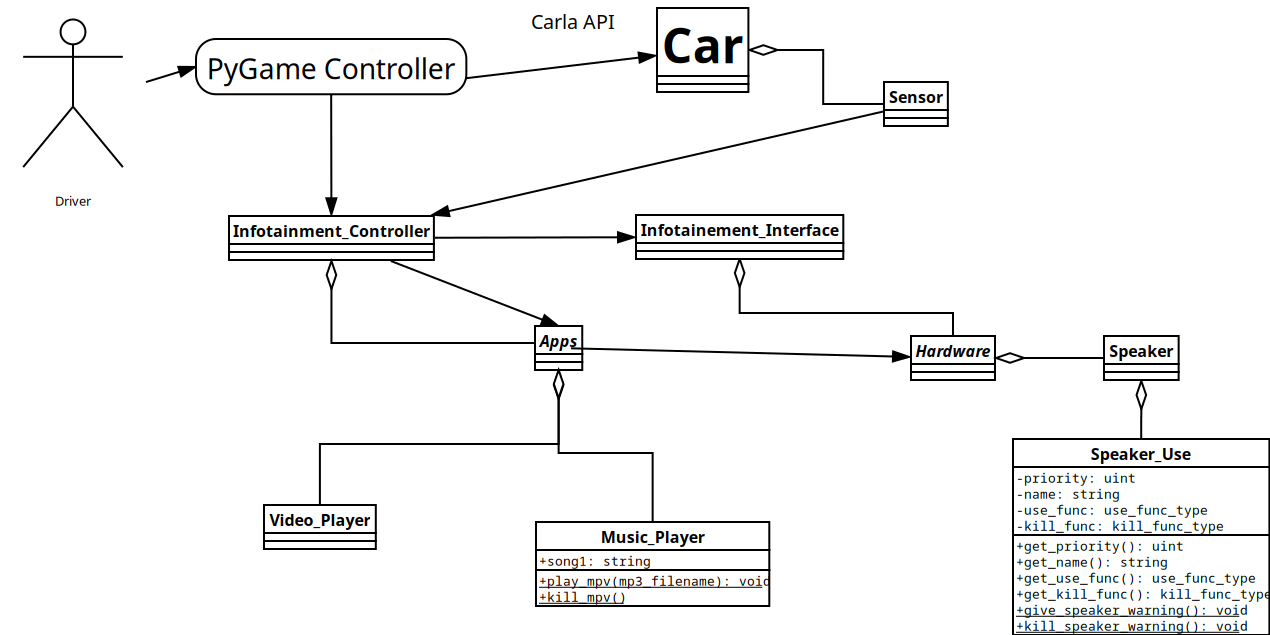 Carla API
Car
PyGame Controller
Sensor
Driver
Infotainment_Controller
Infotainement_Interface
Apps
Hardware
Speaker
Speaker_Use
-priority: uint
-name: string
-use_func: use_func_type
-kill_func: kill_func_type
+get_priority(): uint
+get_name(): string
+get_use_func(): use_func_type
+get_kill_func(): kill_func_type
+give_speaker_warning(): void
+kill_speaker_warning(): void
Video_Player
Music_Player
+song1: string
+play_mpv(mp3_filename): void
+kill_mpv()